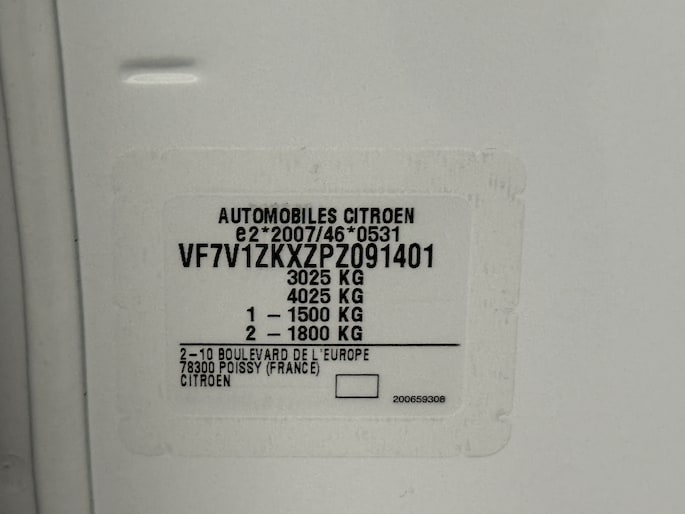 AUTOMOBILES CITROEN
e2*2007/46*0531
VF7V1ZKXZPZ091401
3025 KG
4025 KG
1 – 1500 KG
2 – 1800 KG
2–10 BOULEVARD DE L'EUROPE
78300 POISSY (FRANCE)
CITROEN
200659308